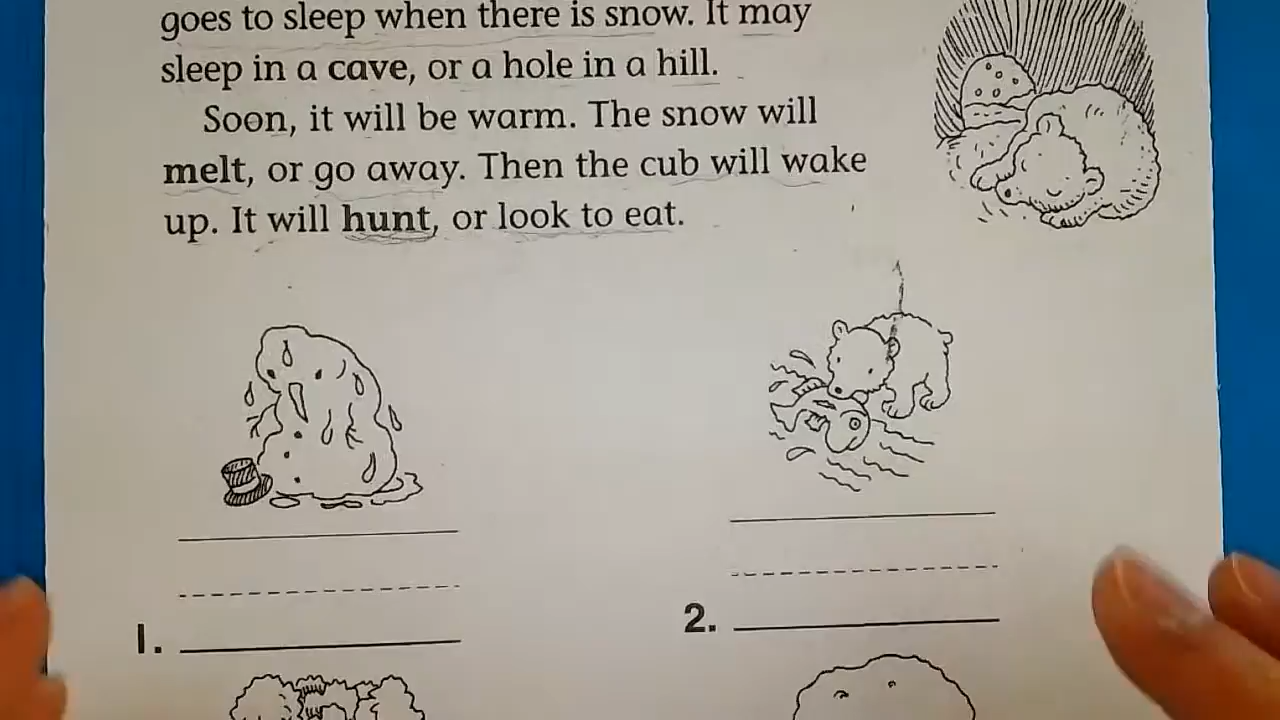 goes to sleep when there is snow. It may
sleep in a cave, or a hole in a hill.
Soon, it will be warm. The snow will
melt, or go away. Then the cub will wake
up. It will hunt, or look to eat.
1.
2.